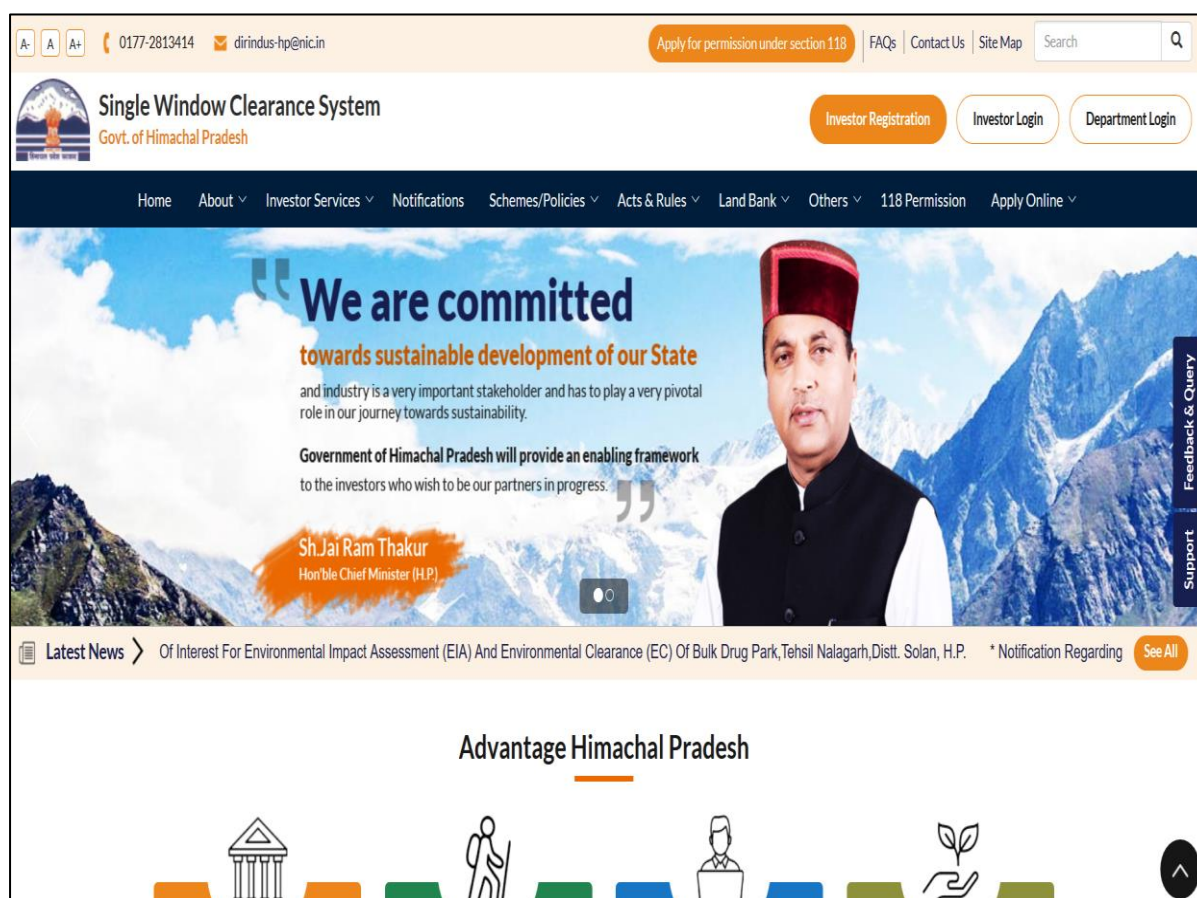 A- A A+ 0177-2813414 dirindus-hp@nic.in Apply for permission under section 118 FAQs Contact Us Site Map Search
Single Window Clearance System
Govt. of Himachal Pradesh
Investor Registration Investor Login Department Login
Home About Investor Services Notifications Schemes/Policies Acts & Rules Land Bank Others 118 Permission Apply Online
"We are committed
towards sustainable development of our State
and industry is a very important stakeholder and has to play a very pivotal
role in our journey towards sustainability.
Government of Himachal Pradesh will provide an enabling framework
to the investors who wish to be our partners in progress."
Sh.Jai Ram Thakur
Hon'ble Chief Minister (H.P.)
Feedback & Query
Support
Latest News Of Interest For Environmental Impact Assessment (EIA) And Environmental Clearance (EC) Of Bulk Drug Park,Tehsil Nalagarh,Distt. Solan, H.P. * Notification Regarding See All
Advantage Himachal Pradesh